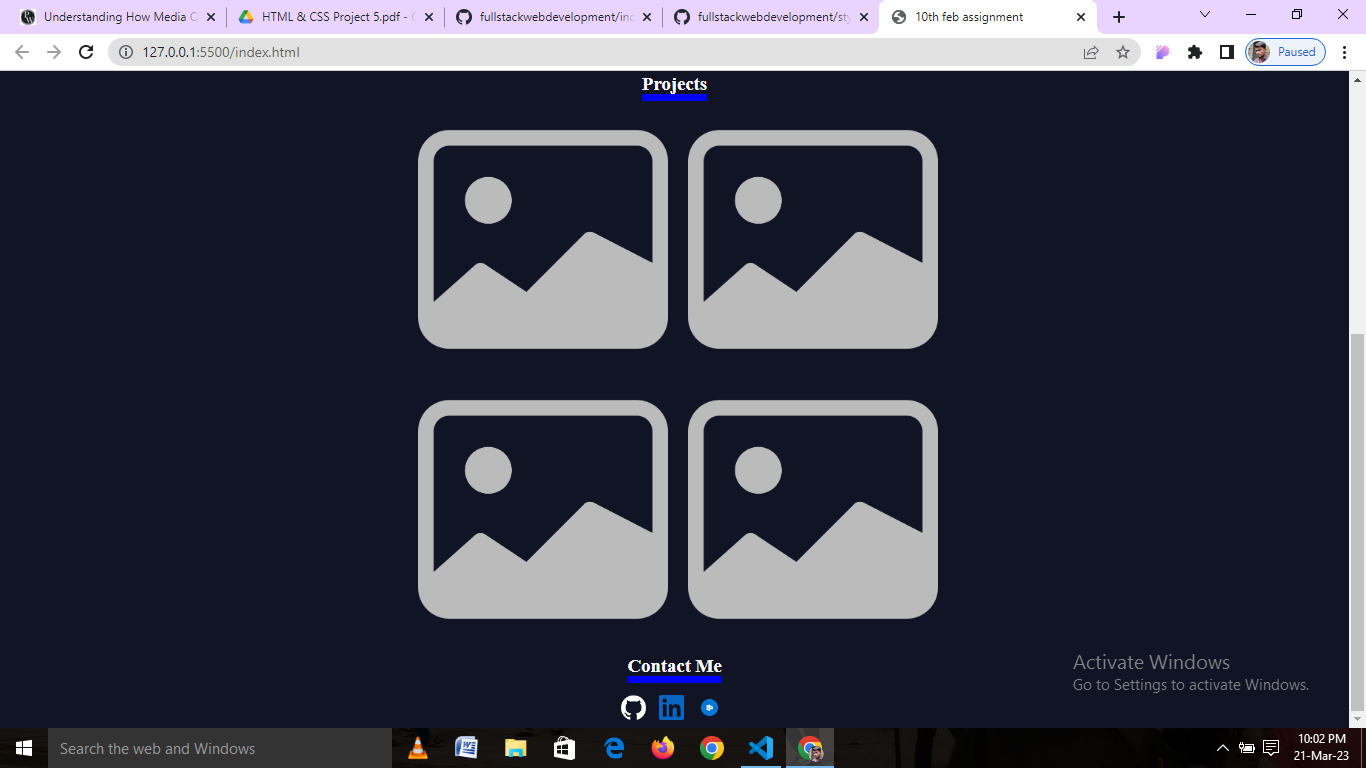 Understanding How Media Q
HTML & CSS Project 5.pdf - G
fullstackwebdevelopment/ind
fullstackwebdevelopment/sty
10th feb assignment
127.0.0.1:5500/index.html
Paused
Projects
Contact Me
Activate Windows
Go to Settings to activate Windows.
Search the web and Windows
10:02 PM
21-Mar-23